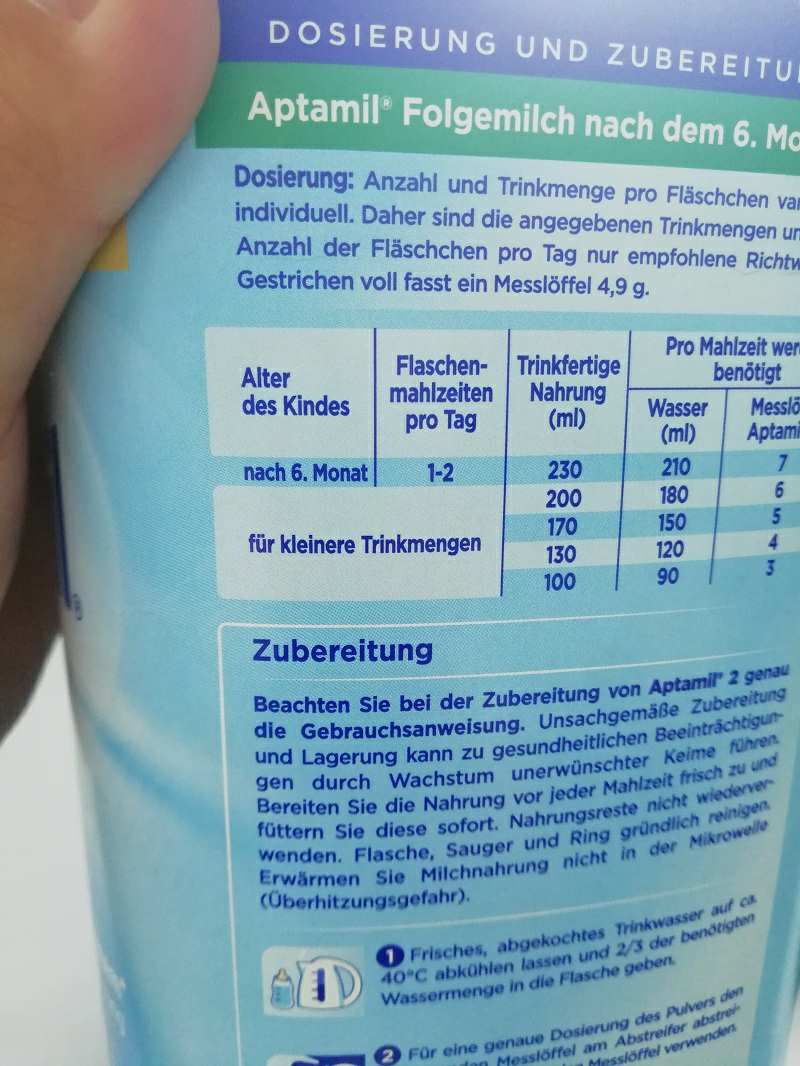 DOSIERUNG UND ZUBEREITU
Aptamil® Folgemilch nach dem 6. Mo
Dosierung: Anzahl und Trinkmenge pro Fläschchen var
individuell. Daher sind die angegebenen Trinkmengen un
Anzahl der Fläschchen pro Tag nur empfohlene Richtw
Gestrichen voll fasst ein Messlöffel 4,9 g.
Alter
des Kindes
Flaschen-
mahlzeiten
pro Tag
Trinkfertige
Nahrung
(ml)
Pro Mahlzeit wer
benötigt
Wasser
(ml)
Messlö
Aptami
nach 6. Monat 1-2 230 210 7
200 180 6
für kleinere Trinkmengen 170 150 5
130 120 4
100 90 3
Zubereitung
Beachten Sie bei der Zubereitung von Aptamil® 2 genau
die Gebrauchsanweisung. Unsachgemäße Zubereitung
und Lagerung kann zu gesundheitlichen Beeinträchtigun-
gen durch Wachstum unerwünschter Keime führen.
Bereiten Sie die Nahrung vor jeder Mahlzeit frisch zu und
füttern Sie diese sofort. Nahrungsreste nicht wiederver-
wenden. Flasche, Sauger und Ring gründlich reinigen.
Erwärmen Sie Milchnahrung nicht in der Mikrowelle
(Überhitzungsgefahr).
1 Frisches, abgekochtes Trinkwasser auf ca.
40°C abkühlen lassen und 2/3 der benötigten
Wassermenge in die Flasche geben.
2 Für eine genaue Dosierung des Pulvers den
Messlöffel am Abstreifer abstrei-
Messlöffel verwenden.